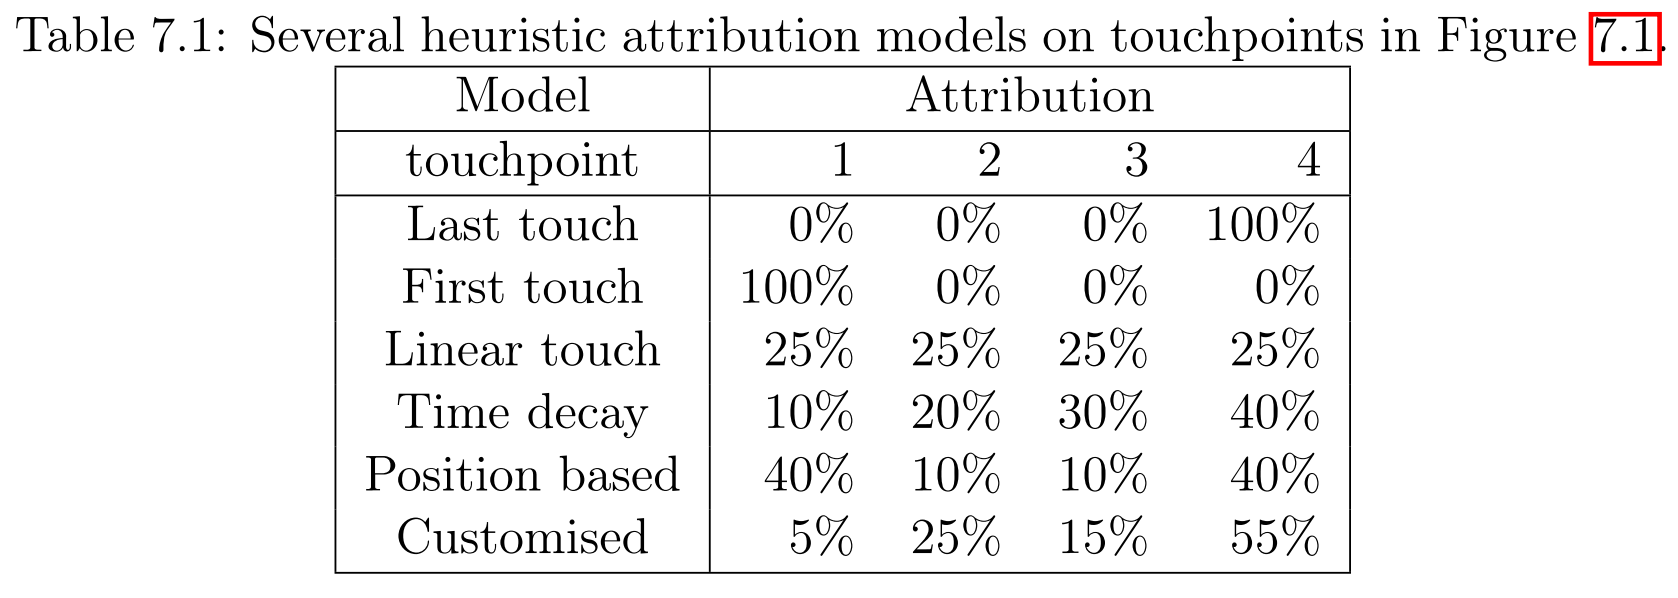 Table 7.1: Several heuristic attribution models on touchpoints in Figure 7.1.
Model Attribution
touchpoint 1 2 3 4
Last touch 0% 0% 0% 100%
First touch 100% 0% 0% 0%
Linear touch 25% 25% 25% 25%
Time decay 10% 20% 30% 40%
Position based 40% 10% 10% 40%
Customised 5% 25% 15% 55%